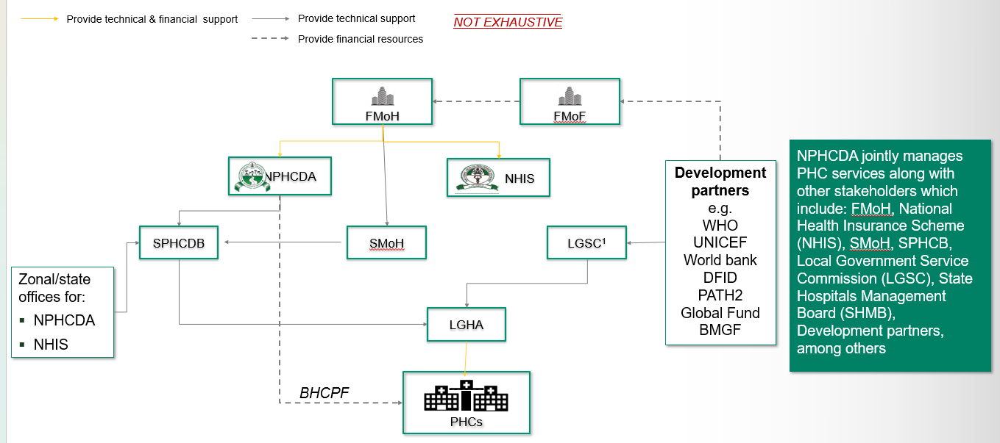 Provide technical & financial support
Provide technical support
Provide financial resources
NOT EXHAUSTIVE
FMoH
FMoF
NPHCDA
NHIS
SPHCDB
SMoH
LGSC¹
Zonal/state
offices for:
▪ NPHCDA
▪ NHIS
LGHA
BHCPF
PHCs
Development
partners
e.g.
WHO
UNICEF
World bank
DFID
PATH2
Global Fund
BMGF
NPHCDA jointly manages
PHC services along with
other stakeholders which
include: FMoH, National
Health Insurance Scheme
(NHIS), SMoH, SPHCB,
Local Government Service
Commission (LGSC), State
Hospitals Management
Board (SHMB),
Development partners,
among others